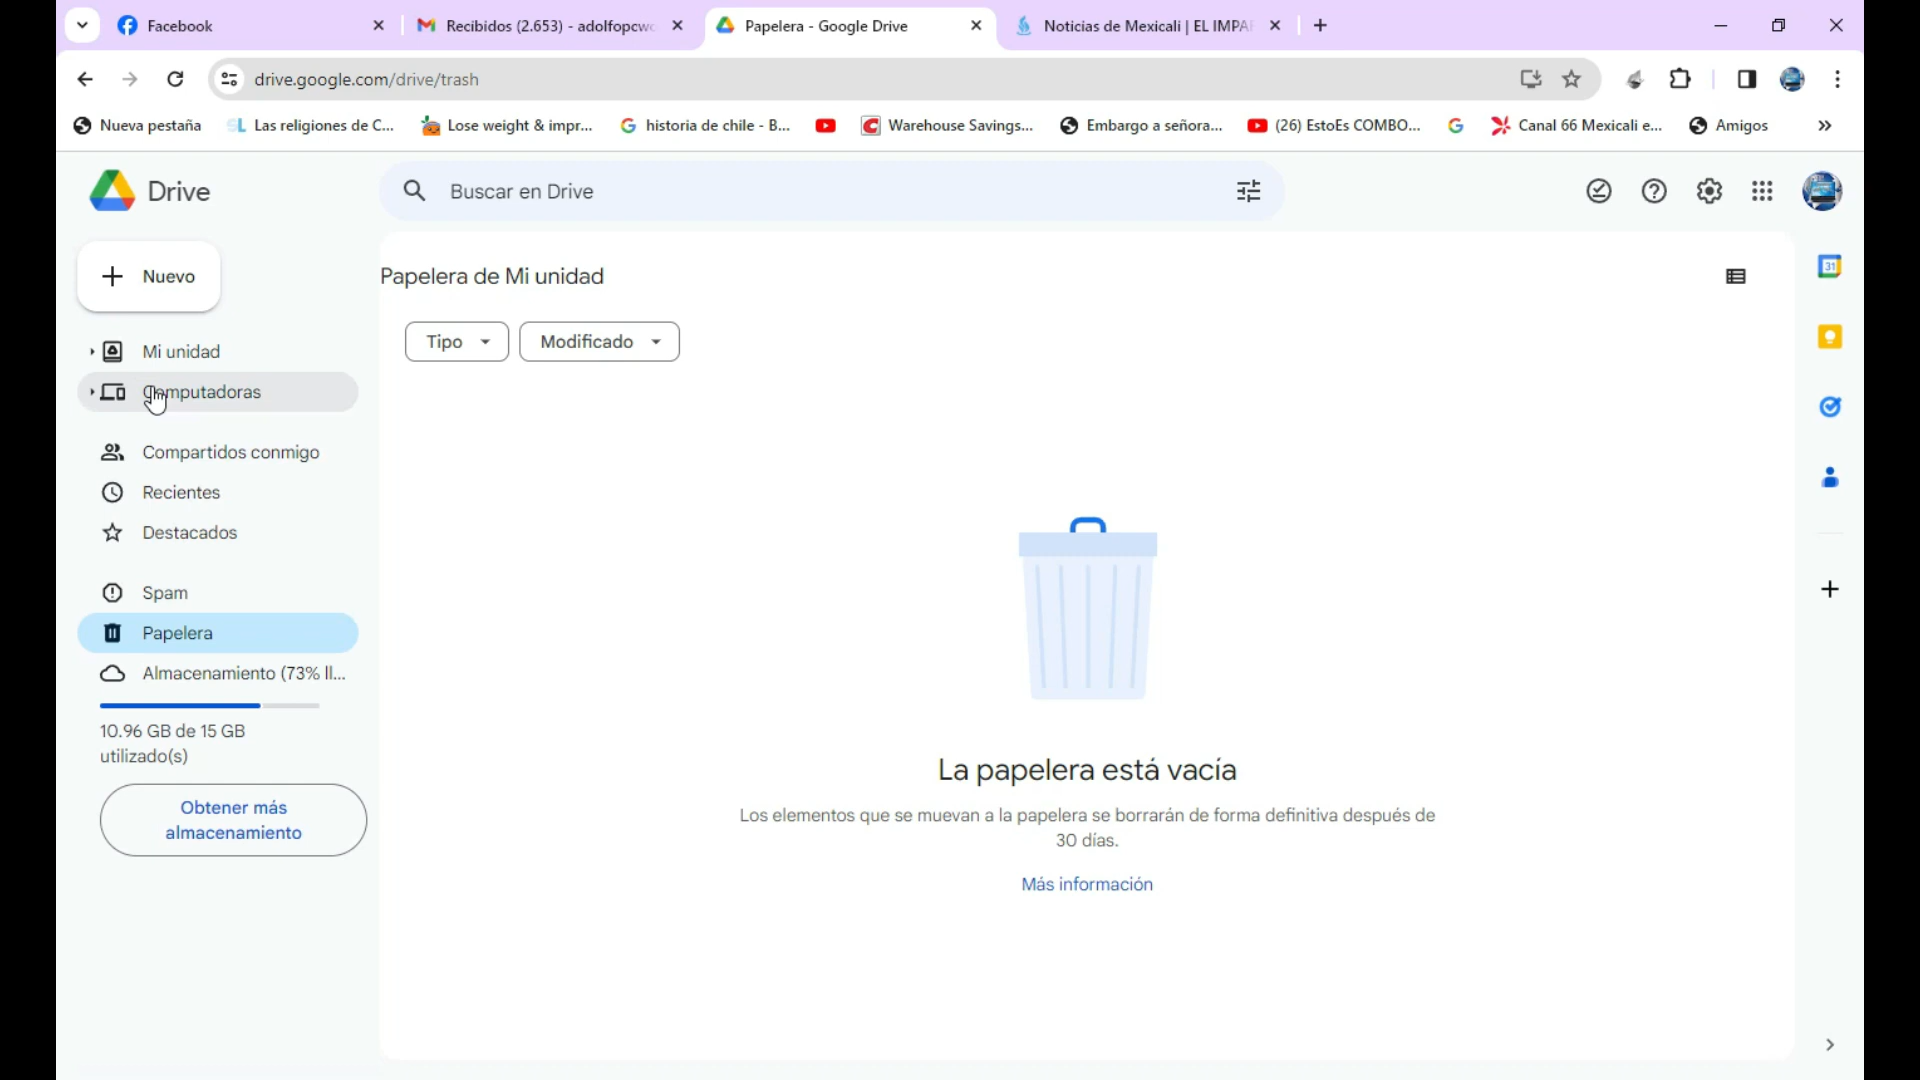 Facebook
Recibidos (2.653) - adolfopcw
Papelera - Google Drive
Noticias de Mexicali | EL IMPA
drive.google.com/drive/trash
Nueva pestaña
Las religiones de C...
Lose weight & impr...
historia de chile - B...
Warehouse Savings...
Embargo a señora...
(26) EstoEs COMBO...
Canal 66 Mexicali e...
Amigos
Drive
Buscar en Drive
Nuevo
Papelera de Mi unidad
Tipo
Modificado
Mi unidad
Computadoras
Compartidos conmigo
Recientes
Destacados
Spam
Papelera
Almacenamiento (73% ll...
10.96 GB de 15 GB
utilizado(s)
Obtener más
almacenamiento
La papelera está vacía
Los elementos que se muevan a la papelera se borrarán de forma definitiva después de
30 días.
Más información
31